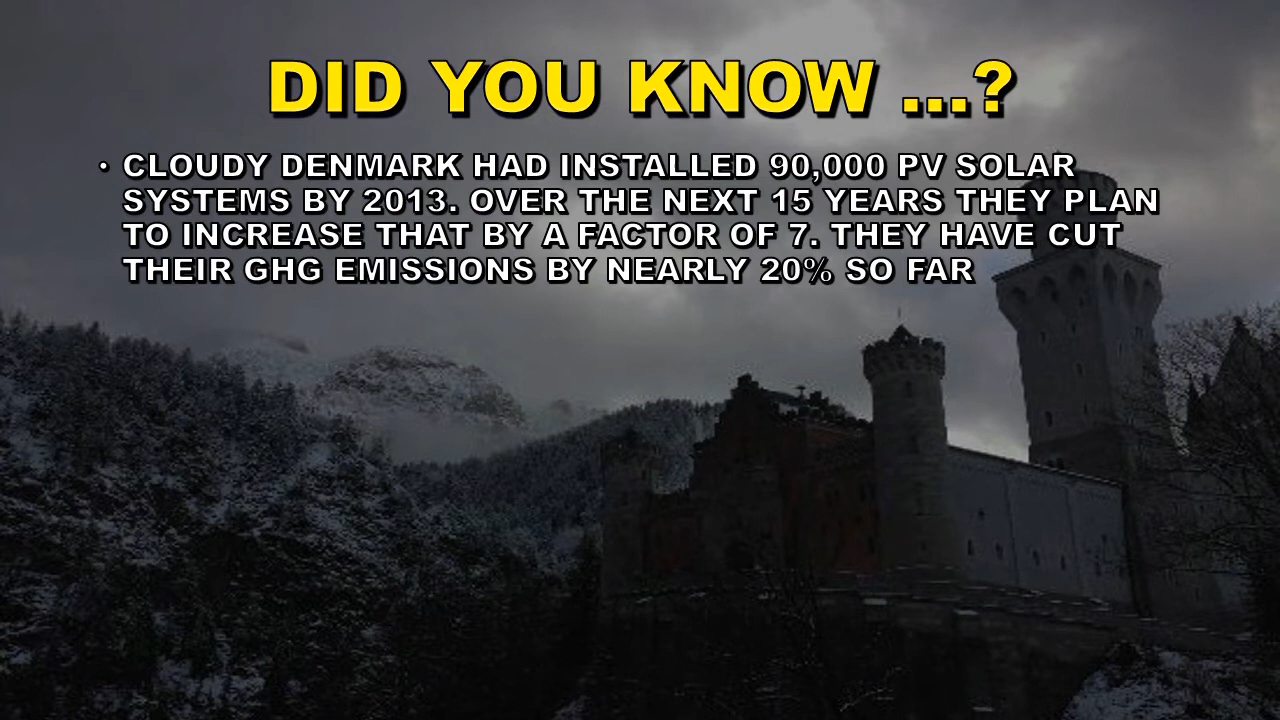 DID YOU KNOW ...?
• CLOUDY DENMARK HAD INSTALLED 90,000 PV SOLAR
SYSTEMS BY 2013. OVER THE NEXT 15 YEARS THEY PLAN
TO INCREASE THAT BY A FACTOR OF 7. THEY HAVE CUT
THEIR GHG EMISSIONS BY NEARLY 20% SO FAR